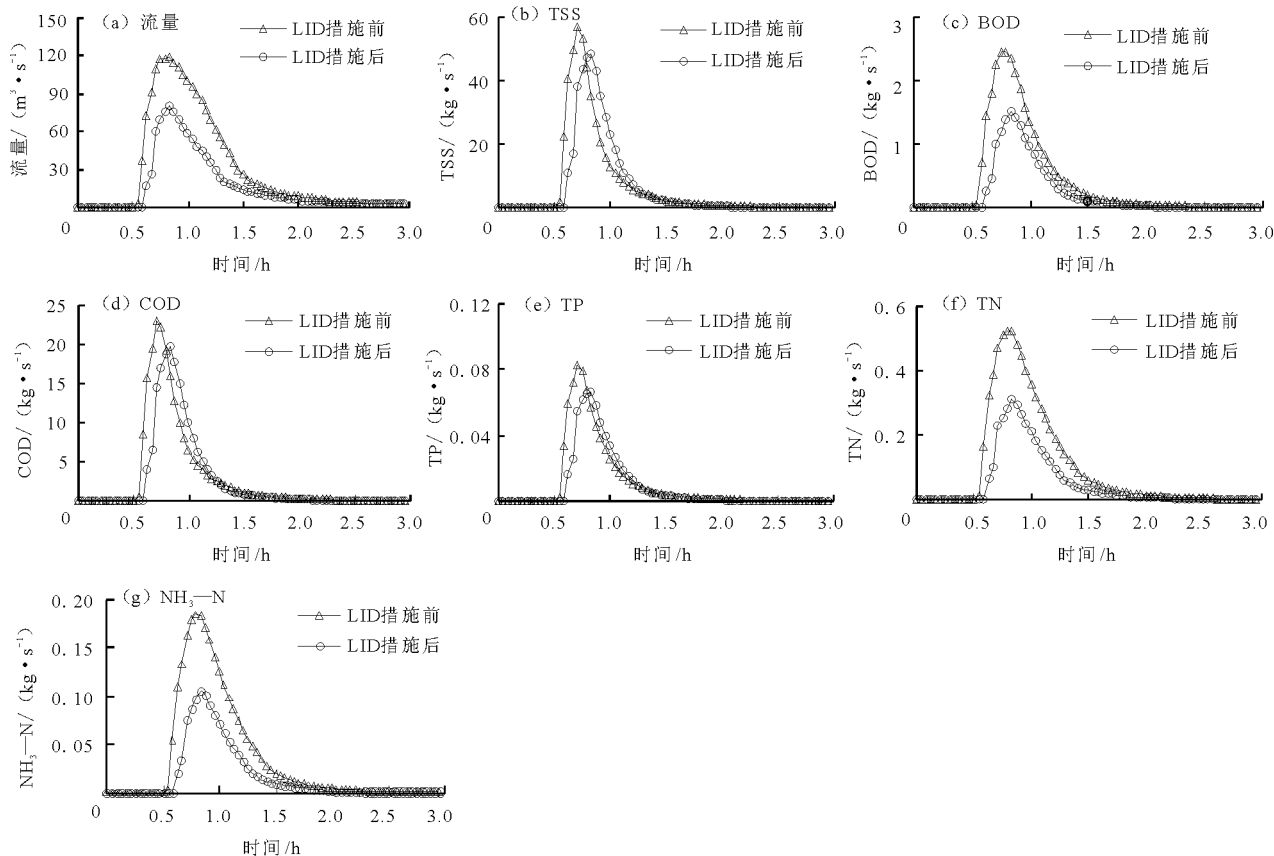 (a) 流量
LID措施前
LID措施后
150
120
90
60
30
0
0.5
1.0
1.5
2.0
2.5
3.0
流量/(m³·s⁻¹)
时间/h
(b) TSS
LID措施前
LID措施后
60
40
20
0
0.5
1.0
1.5
2.0
2.5
3.0
TSS/(kg·s⁻¹)
时间/h
(c) BOD
LID措施前
LID措施后
3
2
1
0
0.5
1.0
1.5
2.0
2.5
3.0
BOD/(kg·s⁻¹)
时间/h
(d) COD
LID措施前
LID措施后
25
20
15
10
5
0
0.5
1.0
1.5
2.0
2.5
3.0
COD/(kg·s⁻¹)
时间/h
(e) TP
LID措施前
LID措施后
0.12
0.08
0.04
0
0.5
1.0
1.5
2.0
2.5
3.0
TP/(kg·s⁻¹)
时间/h
(f) TN
LID措施前
LID措施后
0.6
0.4
0.2
0
0.5
1.0
1.5
2.0
2.5
3.0
TN/(kg·s⁻¹)
时间/h
(g) NH₃—N
LID措施前
LID措施后
0.20
0.15
0.10
0.05
0
0.5
1.0
1.5
2.0
2.5
3.0
NH₃—N/(kg·s⁻¹)
时间/h